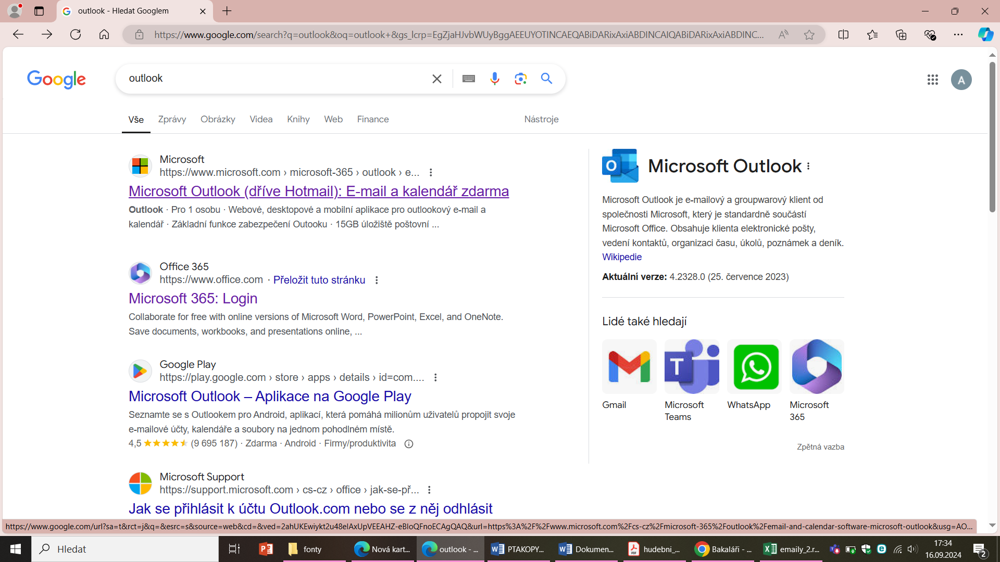 outlook - Hledat Googlem
https://www.google.com/search?q=outlook&oq=outlook+&gs_lcrp=EgZjaHJvbWUyBggAEEUYOTINCAEQABiDARixAxiABDINCAIQABiDARixAxiABDINC...
Google
outlook
A
Vše
Zprávy
Obrázky
Videa
Knihy
Web
Finance
Nástroje
Microsoft
https://www.microsoft.com › microsoft-365 › outlook › e...
Microsoft Outlook (dříve Hotmail): E-mail a kalendář zdarma
Outlook · Pro 1 osobu · Webové, desktopové a mobilní aplikace pro outlookový e-mail a
kalendář · Základní funkce zabezpečení Outooku · 15GB úložiště poštovní ...
Office 365
https://www.office.com · Přeložit tuto stránku
Microsoft 365: Login
Collaborate for free with online versions of Microsoft Word, PowerPoint, Excel, and OneNote.
Save documents, workbooks, and presentations online, ...
Google Play
https://play.google.com › store › apps › details › id=com....
Microsoft Outlook – Aplikace na Google Play
Seznamte se s Outlookem pro Android, aplikací, která pomáhá milionům uživatelů propojit svoje
e-mailové účty, kalendáře a soubory na jednom pohodlném místě.
4,5 (9 695 187) · Zdarma · Android · Firmy/produktivita
Microsoft Support
https://support.microsoft.com › cs-cz › office › jak-se-př...
Jak se přihlásit k účtu Outlook.com nebo se z něj odhlásit
Microsoft Outlook
Microsoft Outlook je e-mailový a groupwarový klient od
společnosti Microsoft, který je standardně součástí
Microsoft Office. Obsahuje klienta elektronické pošty,
vedení kontaktů, organizaci času, úkolů, poznámek a deník.
Wikipedie
Aktuální verze: 4.2328.0 (25. července 2023)
Lidé také hledají
Gmail
Microsoft
Teams
WhatsApp
Microsoft
365
Zpětná vazba
https://www.google.com/url?sa=t&rct=j&q=&esrc=s&source=web&cd=&ved=2ahUKEwiykt2u48eIAxUpVEEAHZ-eBIoQFnoECAgQAQ&url=https%3A%2F%2Fwww.microsoft.com%2Fcs-cz%2Fmicrosoft-365%2Foutlook%2Femail-and-calendar-software-microsoft-outlook&usg=AO...
Hledat
fonty
Nová kart...
outlook - ...
PTAKOPY...
Dokumen...
hudebni_...
Bakaláři - ...
emaily_2.r...
17:34
16.09.2024
2